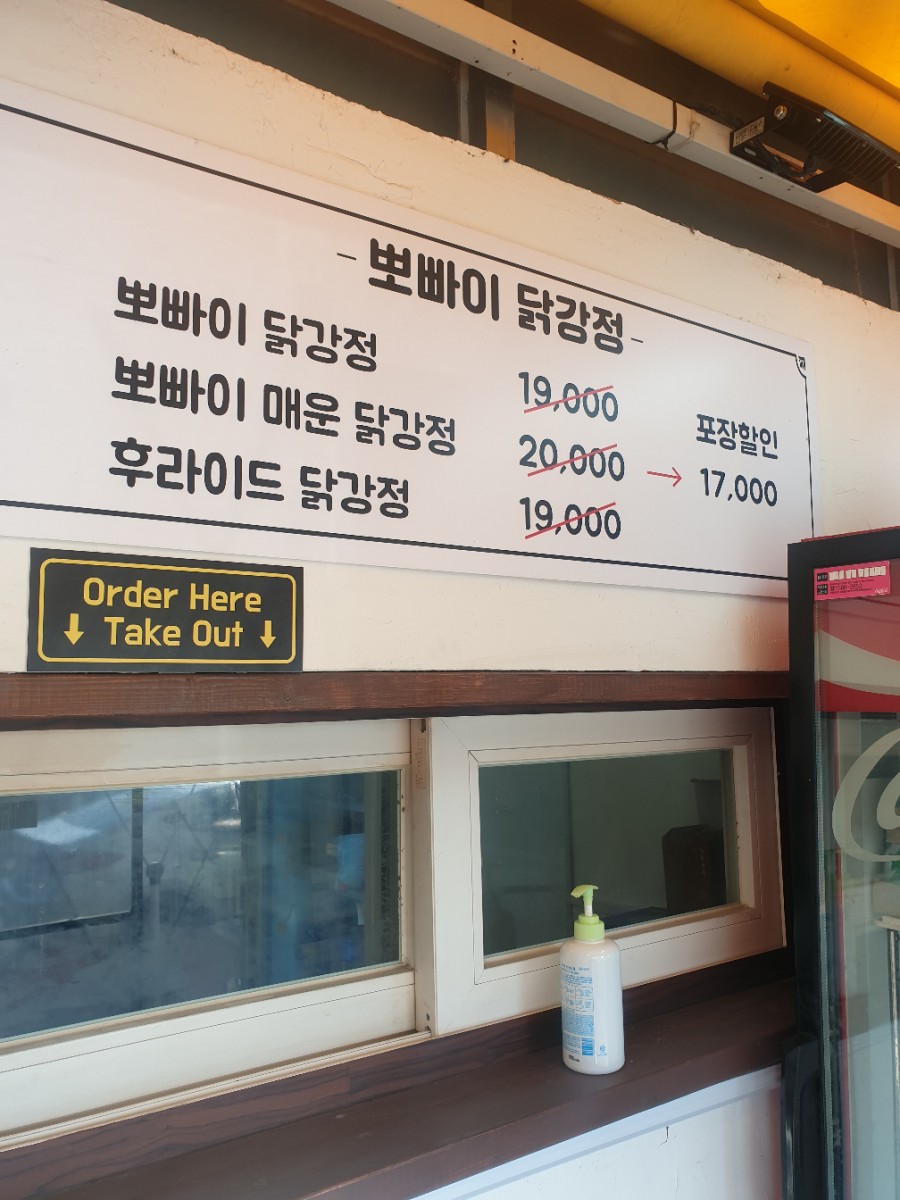 - 뽀빠이 닭강정 -
뽀빠이 닭강정 19,000
뽀빠이 매운 닭강정 20,000
후라이드 닭강정 19,000
→ 포장할인
17,000
Order Here
↓ Take Out ↓